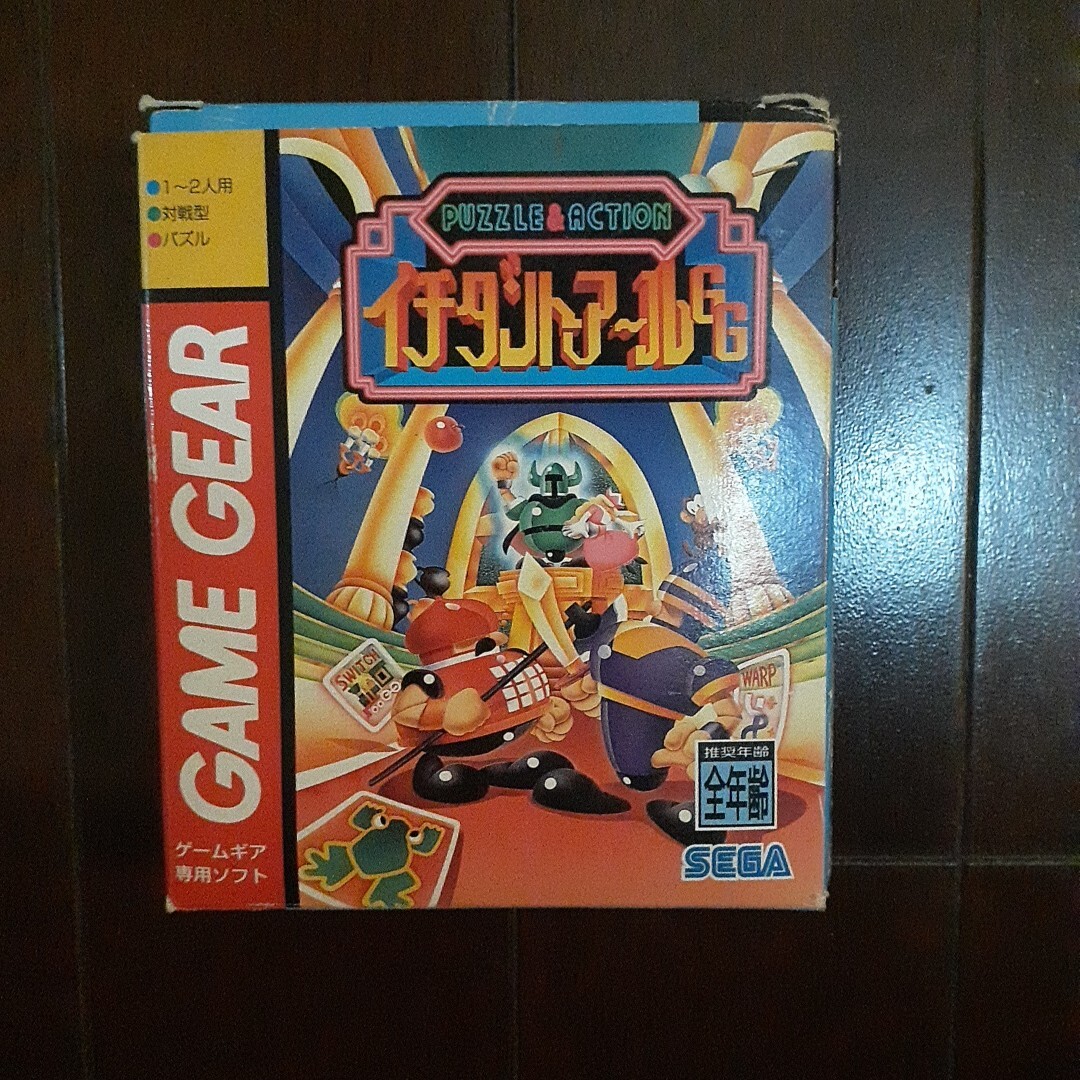 ●1〜2人用
●対戦型
●パズル
PUZZLE&ACTION
イチダントアールGG
GAME GEAR
ゲームギア
専用ソフト
SWITCH
WARP
推奨年齢
全年齢
SEGA